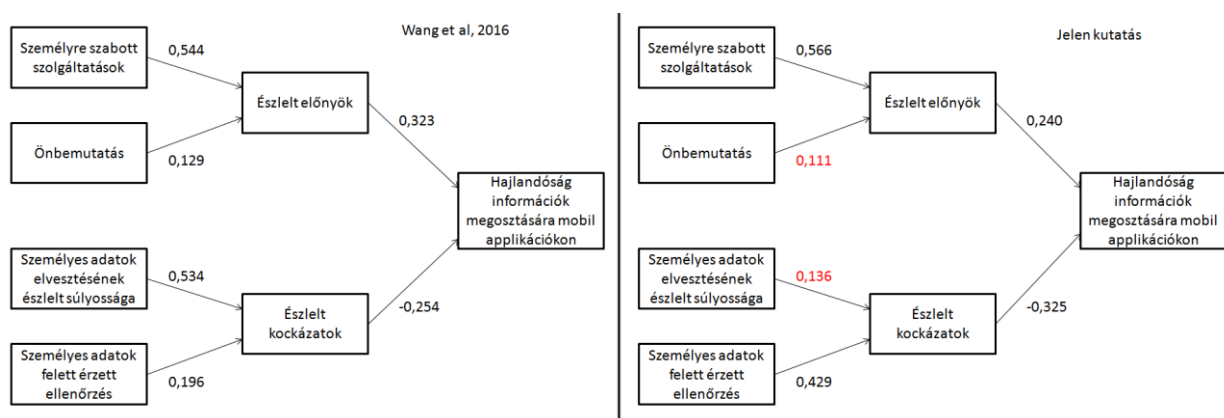 Wang et al, 2016
Személyre szabott
szolgáltatások
0,544
Észlelt előnyök
Önbemutatás
0,129
0,323
Hajlandóság
információk
megosztására mobil
applikációkon
Személyes adatok
elvesztésének
észlelt súlyossága
0,534
Észlelt
kockázatok
-0,254
Személyes adatok
felett érzett
ellenőrzés
0,196
Jelen kutatás
Személyre szabott
szolgáltatások
0,566
Észlelt előnyök
Önbemutatás
0,111
0,240
Hajlandóság
információk
megosztására mobil
applikációkon
Személyes adatok
elvesztésének
észlelt súlyossága
0,136
Észlelt
kockázatok
-0,325
Személyes adatok
felett érzett
ellenőrzés
0,429